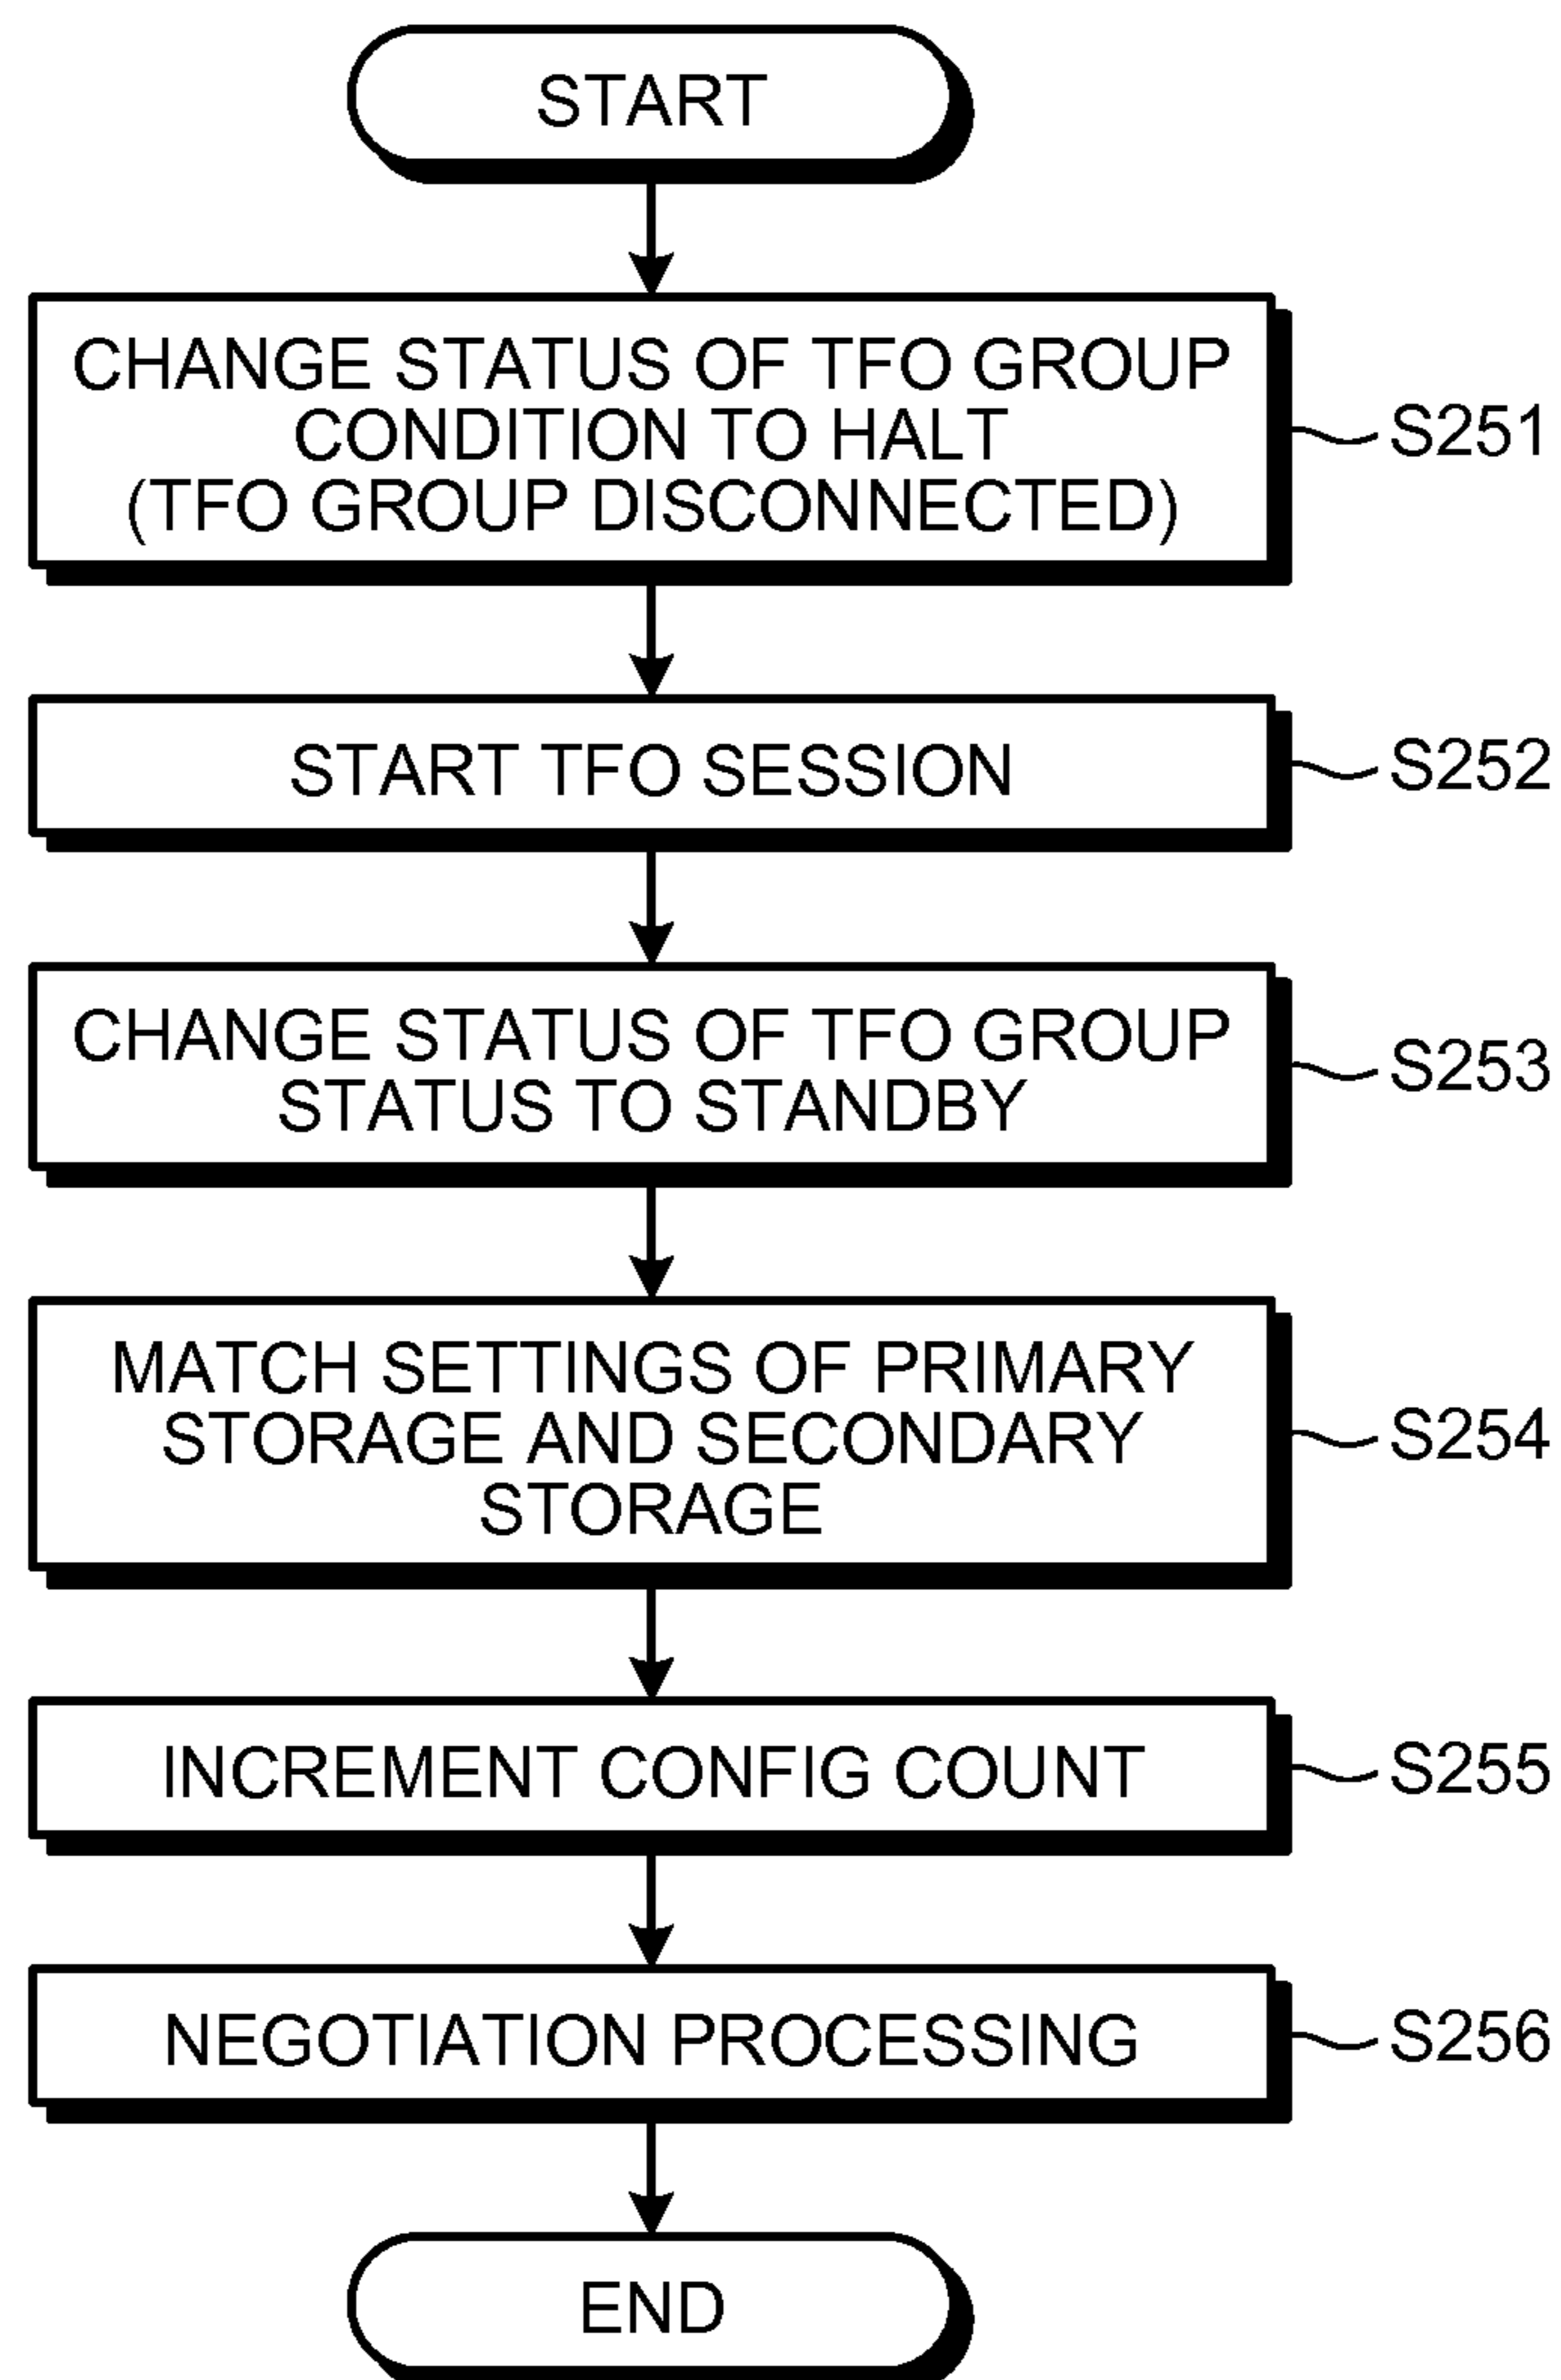 START
CHANGE STATUS OF TFO GROUP
CONDITION TO HALT
(TFO GROUP DISCONNECTED)
S251
START TFO SESSION
S252
CHANGE STATUS OF TFO GROUP
STATUS TO STANDBY
S253
MATCH SETTINGS OF PRIMARY
STORAGE AND SECONDARY
STORAGE
S254
INCREMENT CONFIG COUNT
S255
NEGOTIATION PROCESSING
S256
END